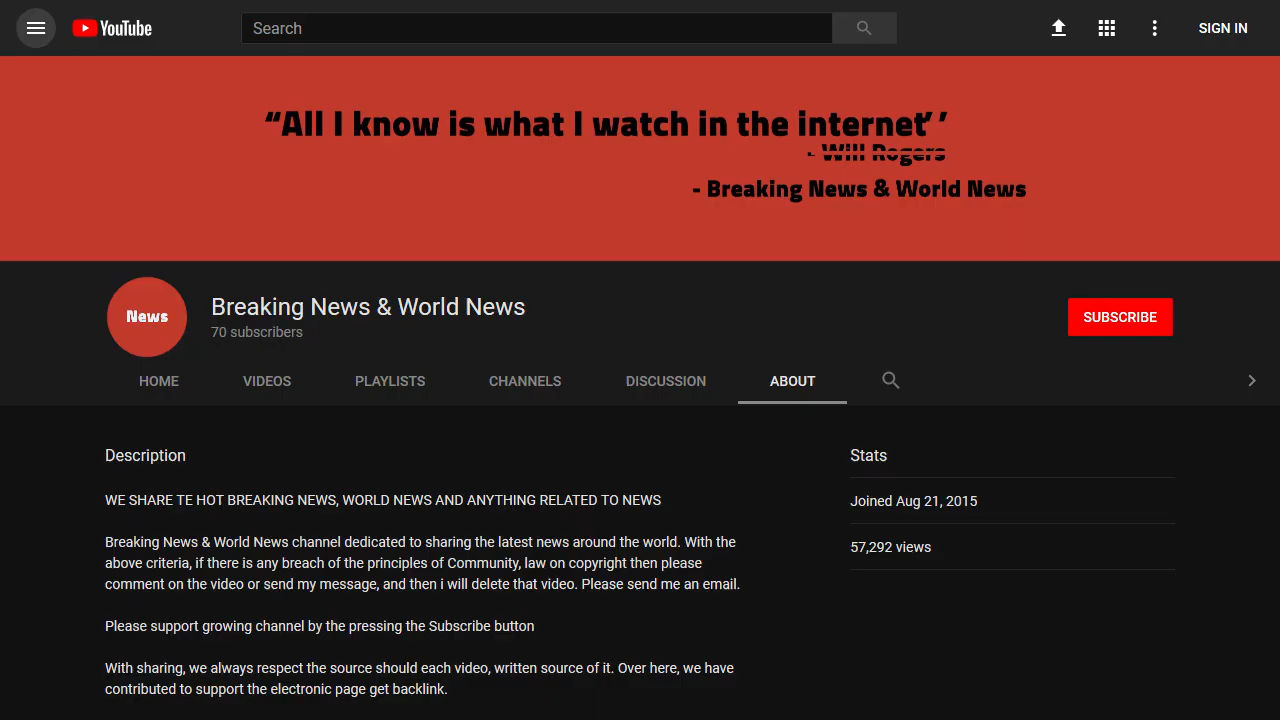 YouTube
Search
SIGN IN
“All I know is what I watch in the internet’’
- Will Rogers
- Breaking News & World News
News
Breaking News & World News
70 subscribers
SUBSCRIBE
HOME VIDEOS PLAYLISTS CHANNELS DISCUSSION ABOUT
Description
WE SHARE TE HOT BREAKING NEWS, WORLD NEWS AND ANYTHING RELATED TO NEWS
Breaking News & World News channel dedicated to sharing the latest news around the world. With the
above criteria, if there is any breach of the principles of Community, law on copyright then please
comment on the video or send my message, and then i will delete that video. Please send me an email.
Please support growing channel by the pressing the Subscribe button
With sharing, we always respect the source should each video, written source of it. Over here, we have
contributed to support the electronic page get backlink.
Stats
Joined Aug 21, 2015
57,292 views